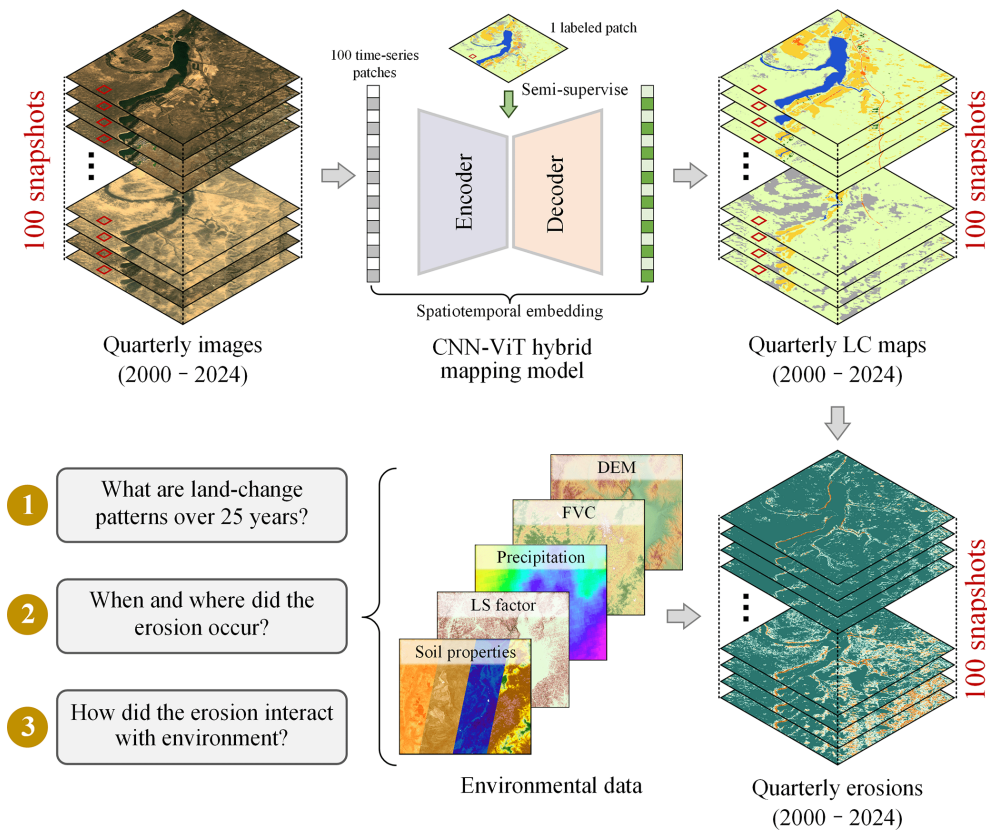 100 snapshots
Quarterly images
(2000 – 2024)
100 time-series
patches
1 labeled patch
Semi-supervise
Encoder
Decoder
Spatiotemporal embedding
CNN-ViT hybrid
mapping model
100 snapshots
Quarterly LC maps
(2000 – 2024)
1
What are land-change
patterns over 25 years?
2
When and where did the
erosion occur?
3
How did the erosion interact
with environment?
DEM
FVC
Precipitation
LS factor
Soil properties
Environmental data
100 snapshots
Quarterly erosions
(2000 – 2024)